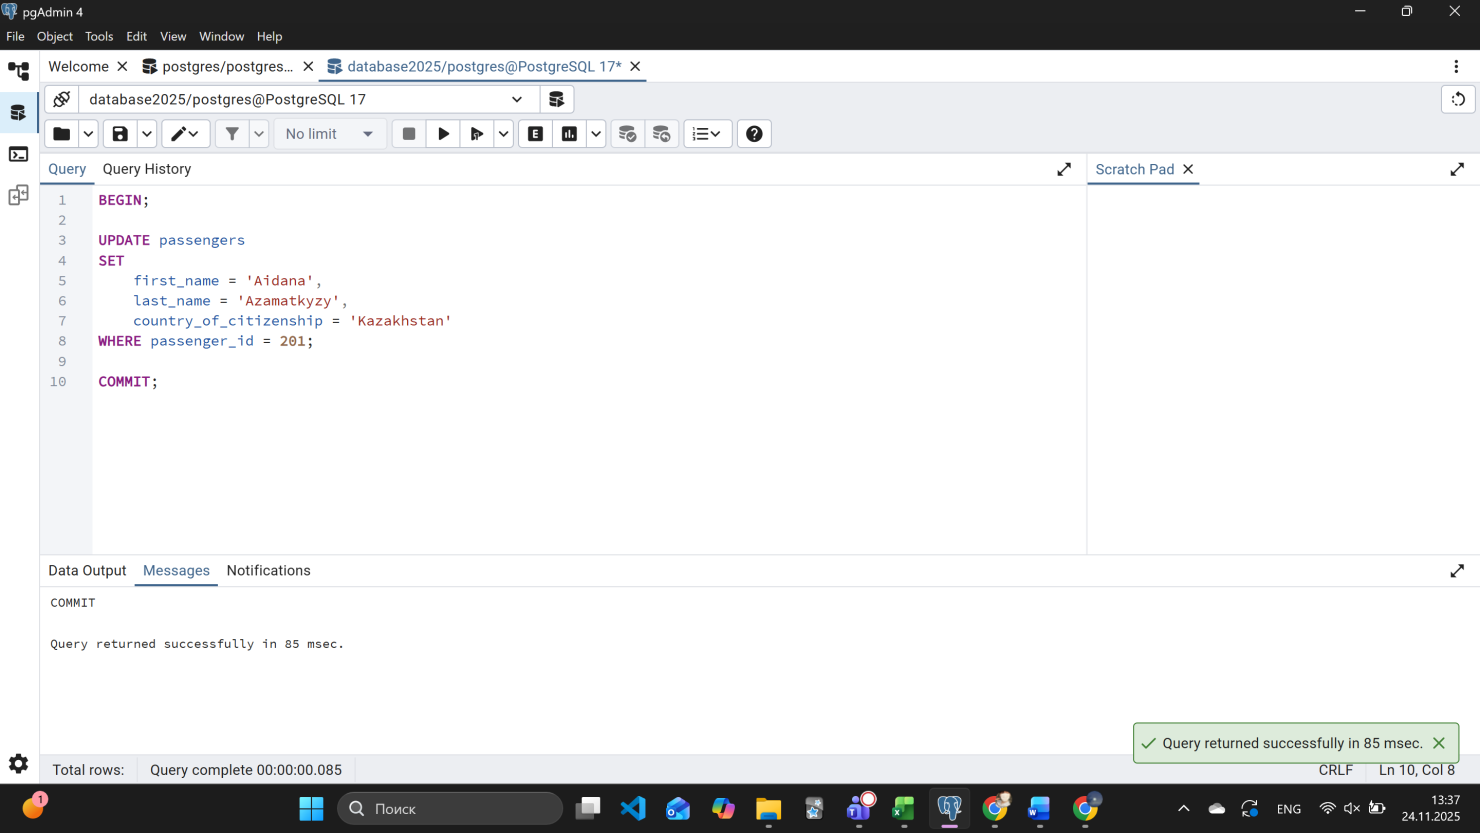 pgAdmin 4
File Object Tools Edit View Window Help
Welcome postgres/postgres... database2025/postgres@PostgreSQL 17*
database2025/postgres@PostgreSQL 17
No limit E
Query Query History Scratch Pad
1 BEGIN;
2
3 UPDATE passengers
4 SET
5 first_name = 'Aidana',
6 last_name = 'Azamatkyzy',
7 country_of_citizenship = 'Kazakhstan'
8 WHERE passenger_id = 201;
9
10 COMMIT;
Data Output Messages Notifications
COMMIT
Query returned successfully in 85 msec.
Query returned successfully in 85 msec.
Total rows: Query complete 00:00:00.085 CRLF Ln 10, Col 8
1 Поиск ENG 13:37
24.11.2025